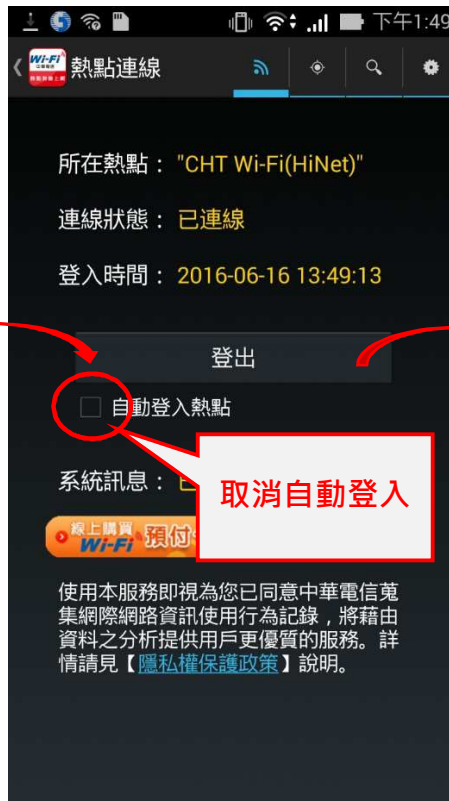 下午1:49
Wi-Fi
熱點連線
所在熱點： "CHT Wi-Fi(HiNet)"
連線狀態： 已連線
登入時間： 2016-06-16 13:49:13
登出
自動登入熱點
取消自動登入
系統訊息：
線上購買
Wi-Fi 預付
使用本服務即視為您已同意中華電信蒐
集網際網路資訊使用行為記錄，將藉由
資料之分析提供用戶更優質的服務。詳
情請見【隱私權保護政策】說明。